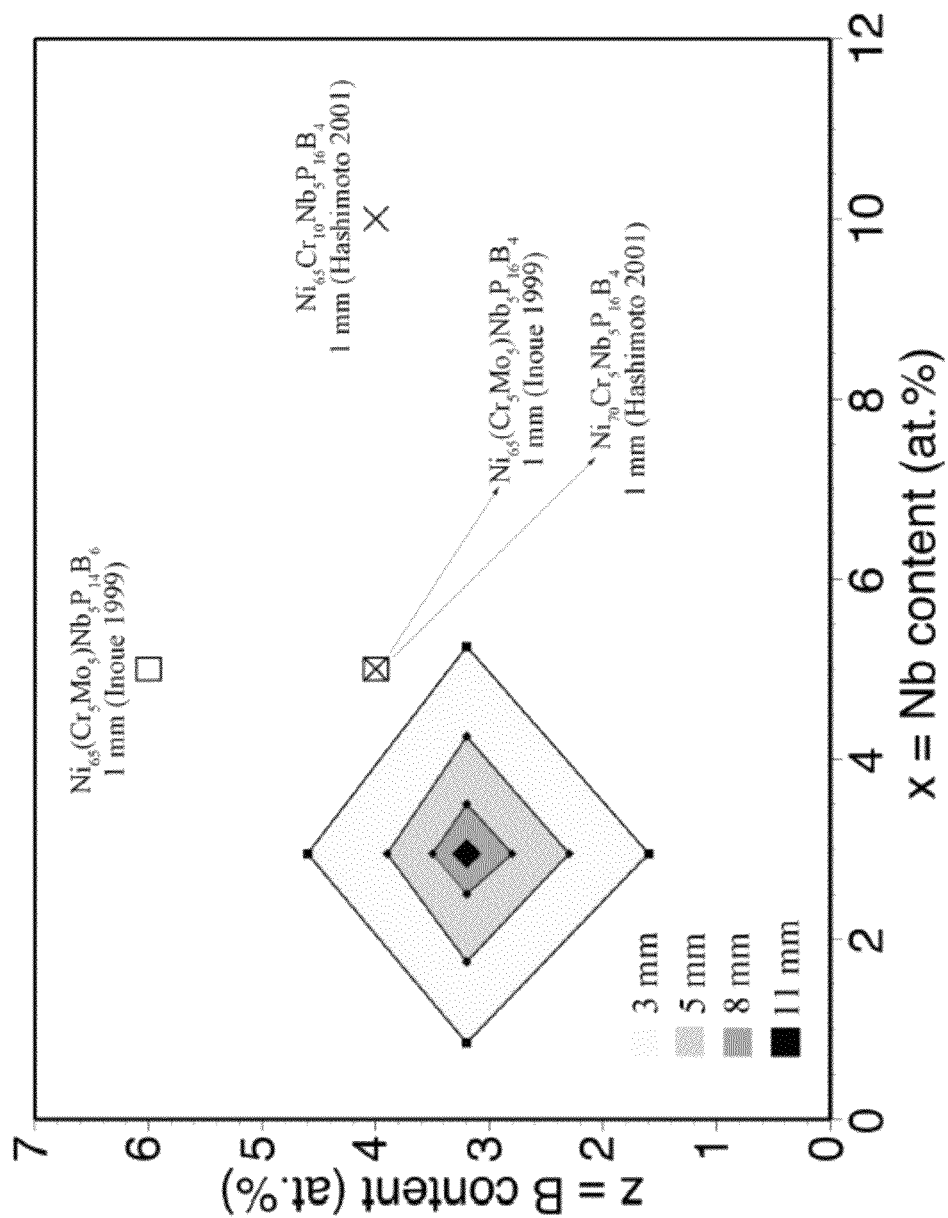 7
6
5
4
3
2
1
0
z = B content (at.%)
Ni₆₅(Cr₅Mo₅)Nb₅P₁₄B₆
1 mm (Inoue 1999)
Ni₆₅Cr₁₀Nb₅P₁₆B₄
1 mm (Hashimoto 2001)
Ni₆₅(Cr₅Mo₅)Nb₅P₁₆B₄
1 mm (Inoue 1999)
Ni₇₀Cr₅Nb₅P₁₆B₄
1 mm (Hashimoto 2001)
3 mm
5 mm
8 mm
11 mm
0 2 4 6 8 10 12
x = Nb content (at.%)